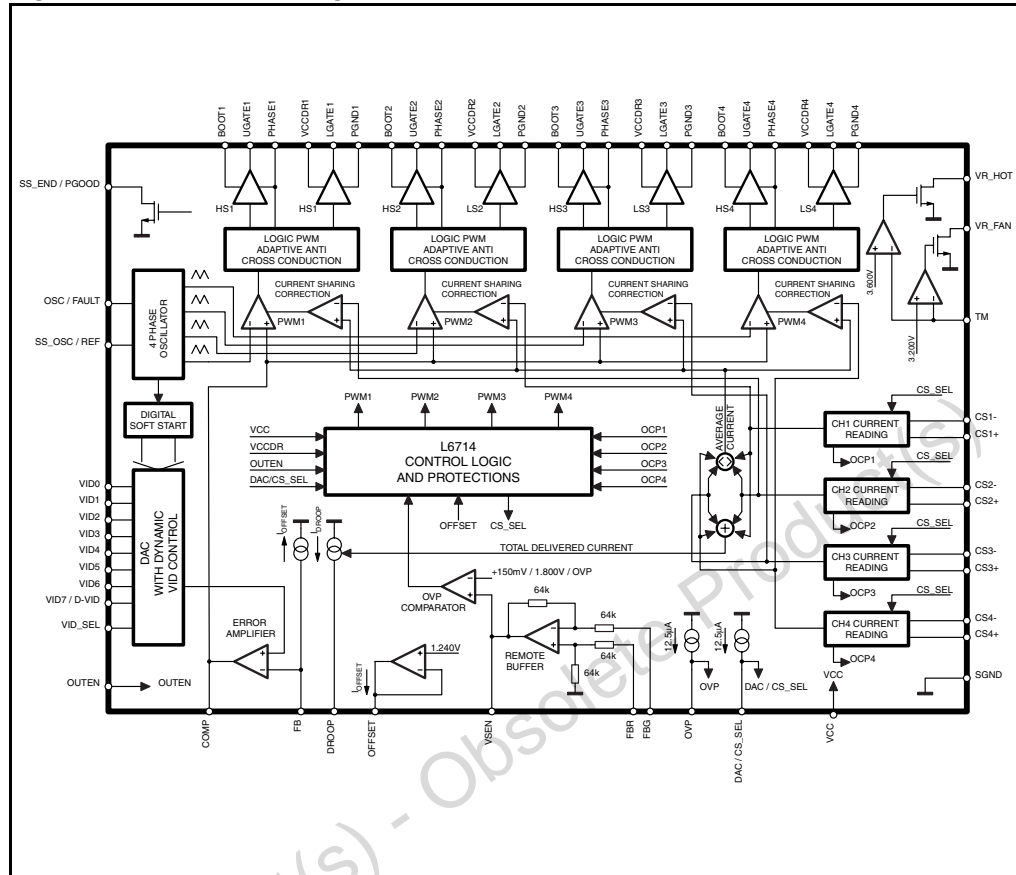 BOOT1
UGATE1
PHASE1
VCCDR1
LGATE1
PGND1
BOOT2
UGATE2
PHASE2
VCCDR2
LGATE2
PGND2
BOOT3
UGATE3
PHASE3
VCCDR3
LGATE3
PGND3
BOOT4
UGATE4
PHASE4
VCCDR4
LGATE4
PGND4
SS_END / PGOOD
HS1
HS1
HS2
LS2
HS3
LS3
HS4
LS4
VR_HOT
VR_FAN
LOGIC PWM
ADAPTIVE ANTI
CROSS CONDUCTION
LOGIC PWM
ADAPTIVE ANTI
CROSS CONDUCTION
LOGIC PWM
ADAPTIVE ANTI
CROSS CONDUCTION
LOGIC PWM
ADAPTIVE ANTI
CROSS CONDUCTION
3.600V
3.200V
TM
OSC / FAULT
SS_OSC / REF
4 PHASE
OSCILLATOR
CURRENT SHARING
CORRECTION
PWM1
CURRENT SHARING
CORRECTION
PWM2
CURRENT SHARING
CORRECTION
PWM3
CURRENT SHARING
CORRECTION
PWM4
DIGITAL
SOFT START
PWM1
PWM2
PWM3
PWM4
VCC
VCCDR
OUTEN
DAC/CS_SEL
L6714
CONTROL LOGIC
AND PROTECTIONS
OCP1
OCP2
OCP3
OCP4
OFFSET
CS_SEL
AVERAGE
CURRENT
CS_SEL
CH1 CURRENT
READING
CS1-
CS1+
OCP1
CS_SEL
CH2 CURRENT
READING
CS2-
CS2+
OCP2
CS_SEL
CH3 CURRENT
READING
CS3-
CS3+
OCP3
CS_SEL
CH4 CURRENT
READING
CS4-
CS4+
OCP4
VCC
SGND
VID0
VID1
VID2
VID3
VID4
VID5
VID6
VID7 / D-VID
VID_SEL
DAC
WITH DYNAMIC
VID CONTROL
IOFFSET
IDROOP
TOTAL DELIVERED CURRENT
+150mV / 1.800V / OVP
OVP
COMPARATOR
ERROR
AMPLIFIER
1.240V
IOFFSET
64k
64k
64k
64k
REMOTE
BUFFER
12.5µA
OVP
12.5µA
DAC / CS_SEL
OUTEN
OUTEN
COMP
FB
DROOP
OFFSET
VSEN
FBR
FBG
OVP
DAC / CS_SEL
VCC
(s) - Obsolete Product(s)